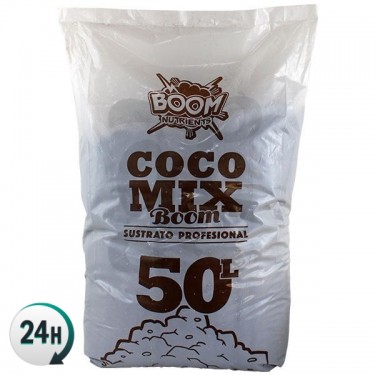 BOOM
NUTRIENTS
COCO
MIX
Boom
SUSTRATO PROFESIONAL
50L
24H